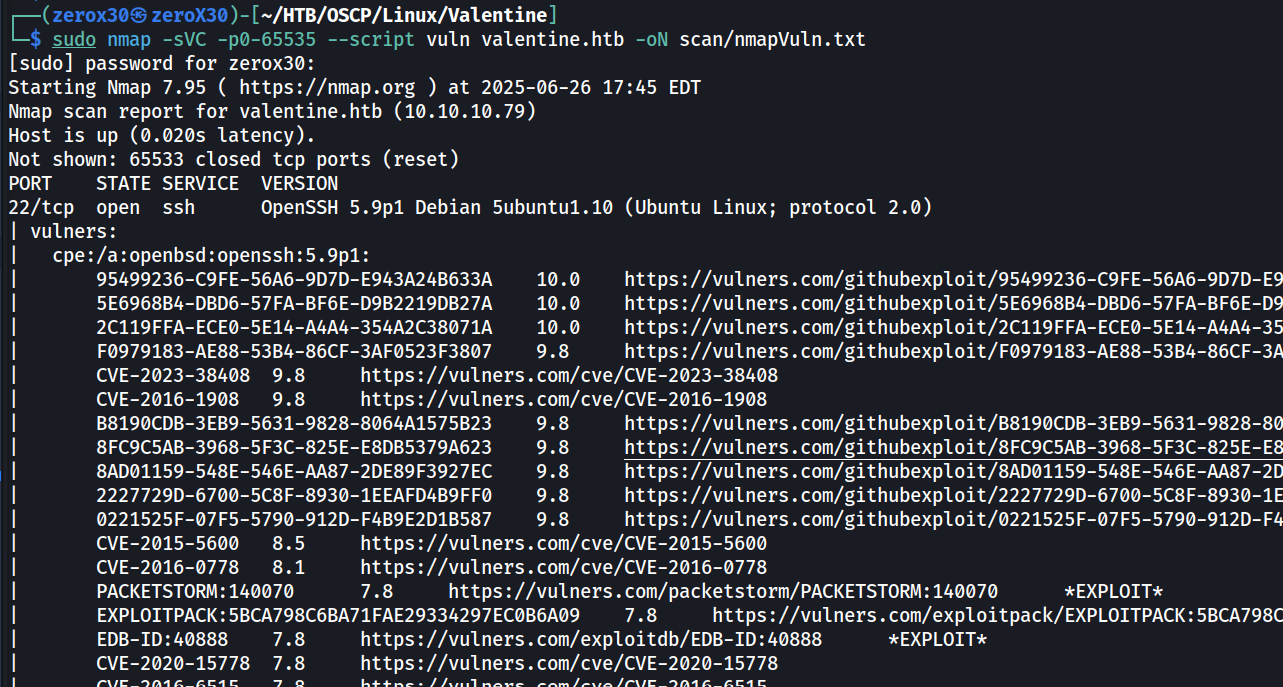 ┌──(zerox30㉿zeroX30)-[~/HTB/OSCP/Linux/Valentine]
└─$ sudo nmap -sVC -p0-65535 --script vuln valentine.htb -oN scan/nmapVuln.txt
[sudo] password for zerox30:
Starting Nmap 7.95 ( https://nmap.org ) at 2025-06-26 17:45 EDT
Nmap scan report for valentine.htb (10.10.10.79)
Host is up (0.020s latency).
Not shown: 65533 closed tcp ports (reset)
PORT    STATE SERVICE  VERSION
22/tcp  open  ssh      OpenSSH 5.9p1 Debian 5ubuntu1.10 (Ubuntu Linux; protocol 2.0)
| vulners:
|   cpe:/a:openbsd:openssh:5.9p1:
|       95499236-C9FE-56A6-9D7D-E943A24B633A    10.0    https://vulners.com/githubexploit/95499236-C9FE-56A6-9D7D-E9
|       5E6968B4-DBD6-57FA-BF6E-D9B2219DB27A    10.0    https://vulners.com/githubexploit/5E6968B4-DBD6-57FA-BF6E-D9
|       2C119FFA-ECE0-5E14-A4A4-354A2C38071A    10.0    https://vulners.com/githubexploit/2C119FFA-ECE0-5E14-A4A4-35
|       F0979183-AE88-53B4-86CF-3AF0523F3807    9.8     https://vulners.com/githubexploit/F0979183-AE88-53B4-86CF-3A
|       CVE-2023-38408  9.8     https://vulners.com/cve/CVE-2023-38408
|       CVE-2016-1908   9.8     https://vulners.com/cve/CVE-2016-1908
|       B8190CDB-3EB9-5631-9828-8064A1575B23    9.8     https://vulners.com/githubexploit/B8190CDB-3EB9-5631-9828-80
|       8FC9C5AB-3968-5F3C-825E-E8DB5379A623    9.8     https://vulners.com/githubexploit/8FC9C5AB-3968-5F3C-825E-E8
|       8AD01159-548E-546E-AA87-2DE89F3927EC    9.8     https://vulners.com/githubexploit/8AD01159-548E-546E-AA87-2D
|       2227729D-6700-5C8F-8930-1EEAFD4B9FF0    9.8     https://vulners.com/githubexploit/2227729D-6700-5C8F-8930-1E
|       0221525F-07F5-5790-912D-F4B9E2D1B587    9.8     https://vulners.com/githubexploit/0221525F-07F5-5790-912D-F4
|       CVE-2015-5600   8.5     https://vulners.com/cve/CVE-2015-5600
|       CVE-2016-0778   8.1     https://vulners.com/cve/CVE-2016-0778
|       PACKETSTORM:140070      7.8     https://vulners.com/packetstorm/PACKETSTORM:140070      *EXPLOIT*
|       EXPLOITPACK:5BCA798C6BA71FAE29334297EC0B6A09    7.8     https://vulners.com/exploitpack/EXPLOITPACK:5BCA798C
|       EDB-ID:40888    7.8     https://vulners.com/exploitdb/EDB-ID:40888      *EXPLOIT*
|       CVE-2020-15778  7.8     https://vulners.com/cve/CVE-2020-15778
|       CVE-2016-6515   7.8     https://vulners.com/cve/CVE-2016-6515